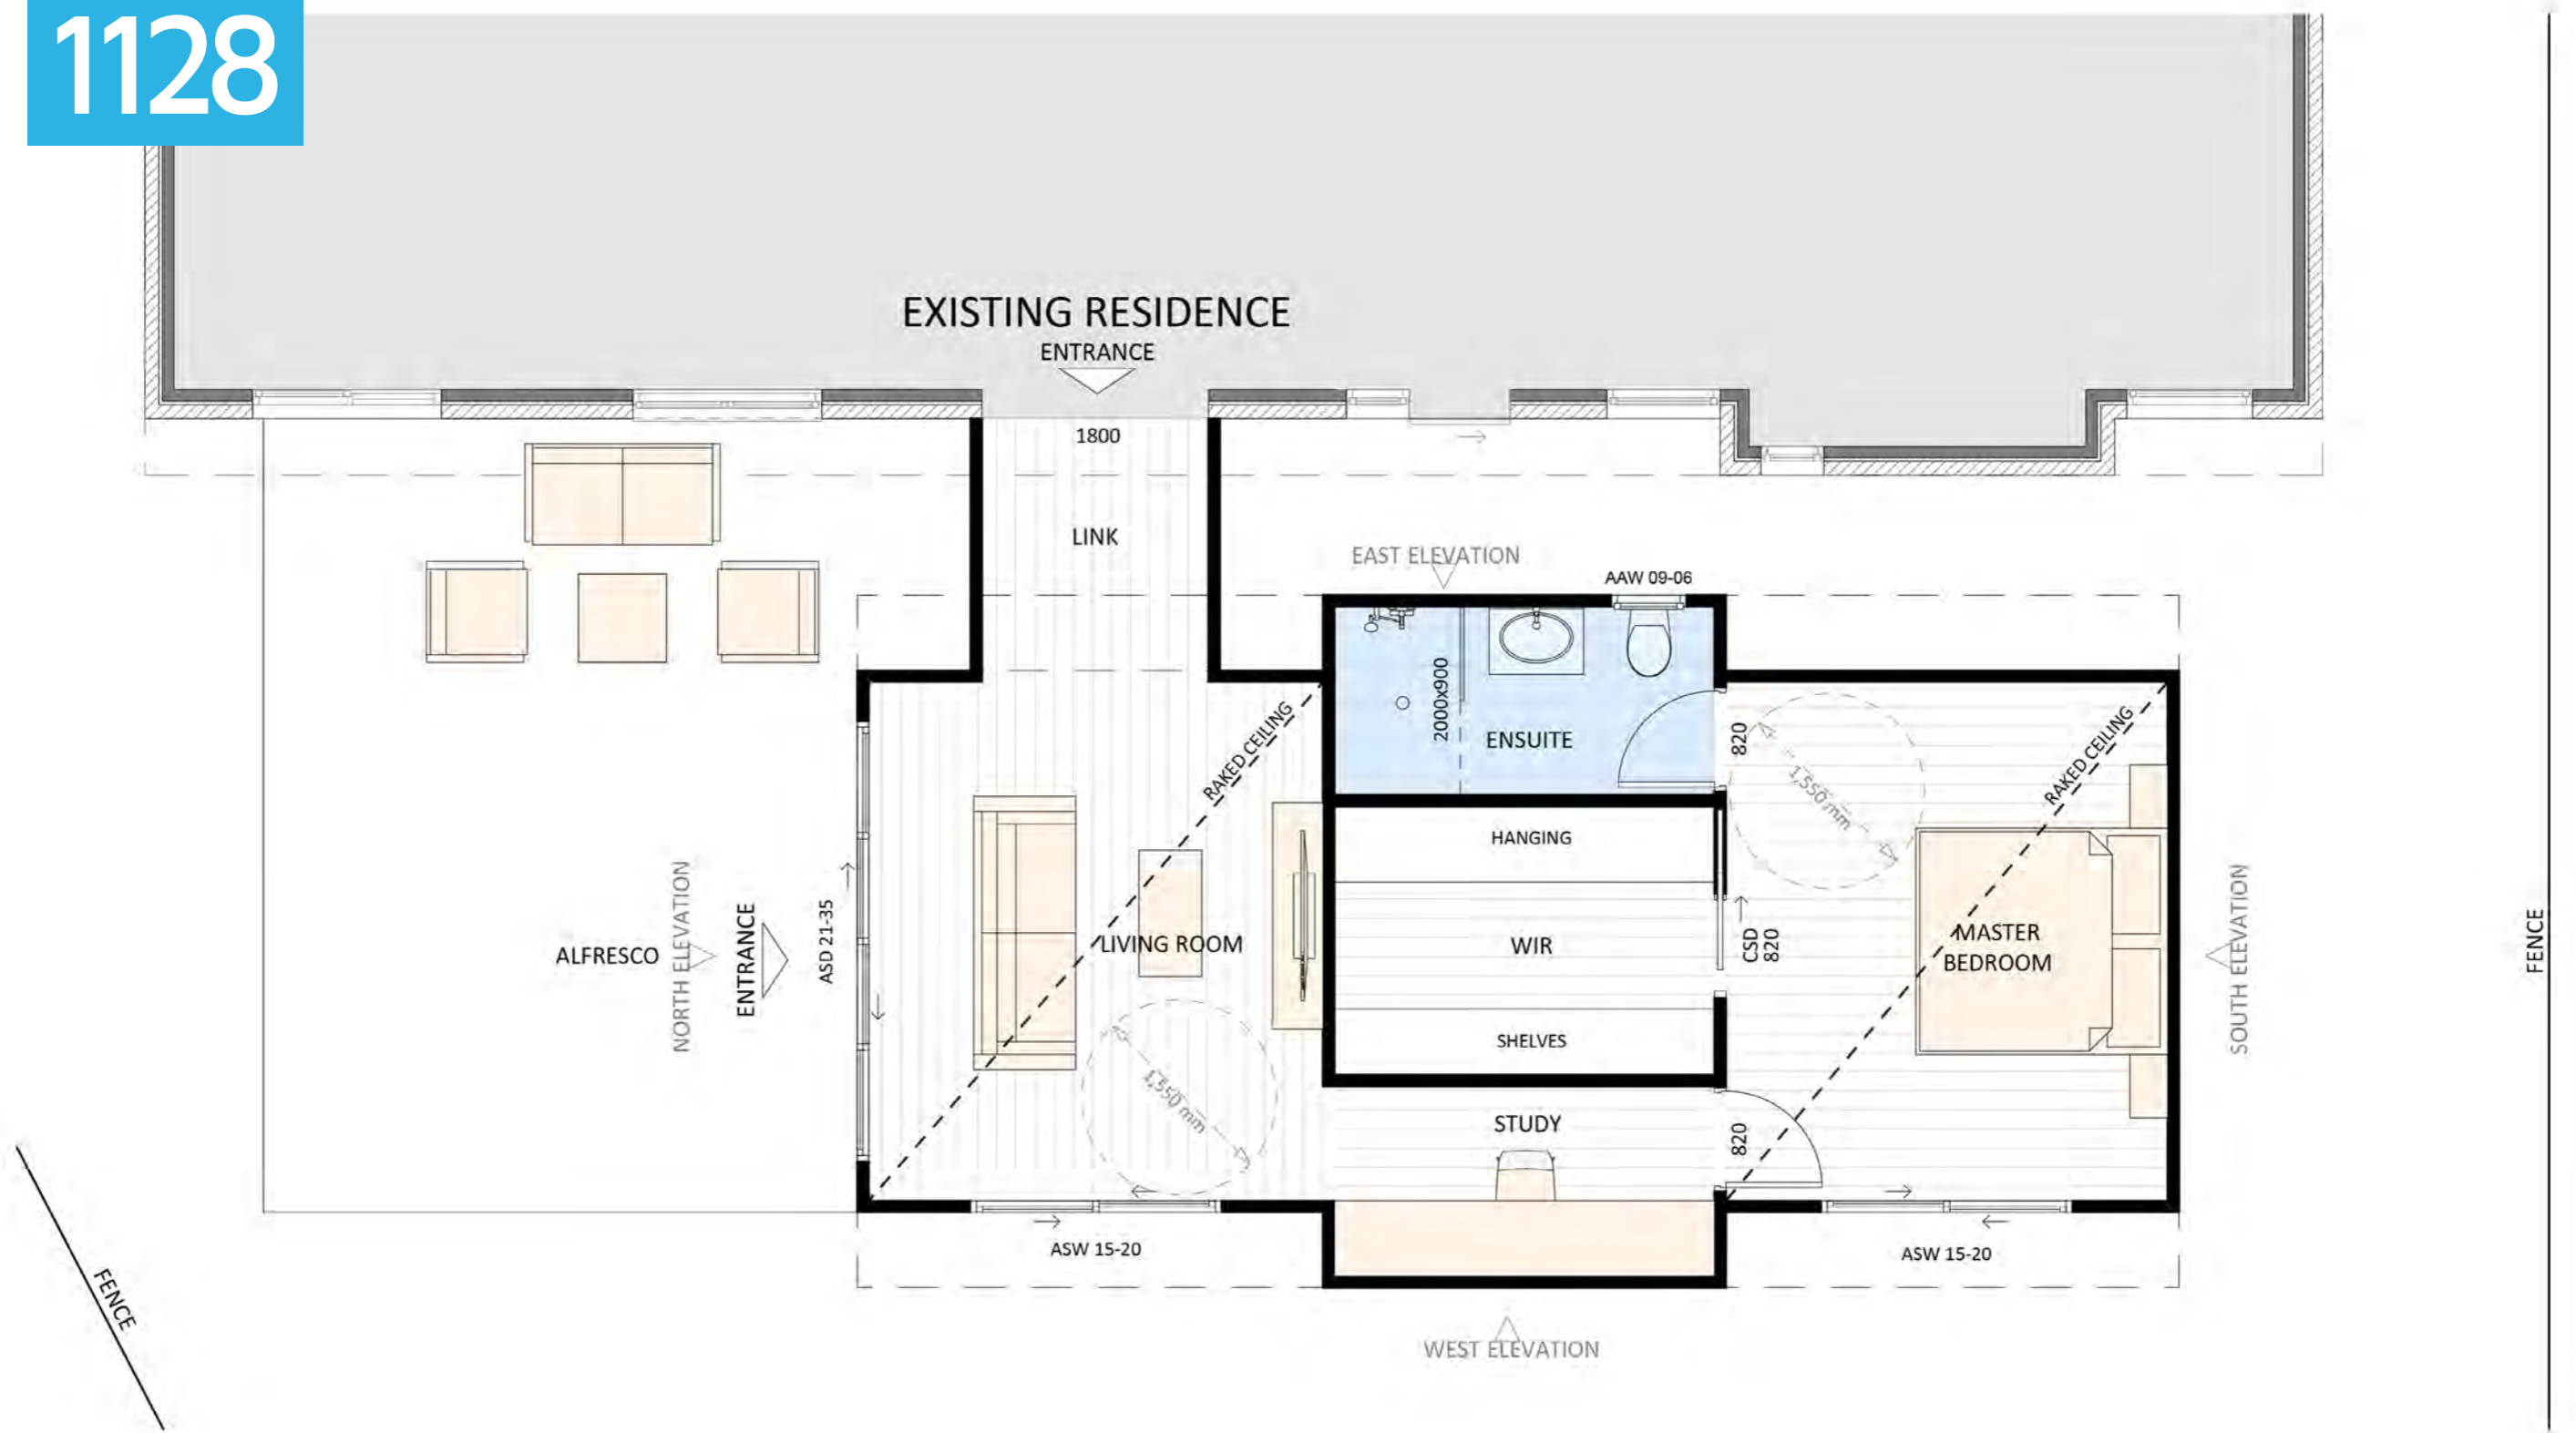 1128
EXISTING RESIDENCE
ENTRANCE
1800
LINK
EAST ELEVATION
AAW 09-06
2000x900
ENSUITE
820
1,550 mm
RAKED CEILING
RAKED CEILING
HANGING
WIR
CSD
820
SHELVES
MASTER
BEDROOM
SOUTH ELEVATION
FENCE
ALFRESCO
NORTH ELEVATION
ENTRANCE
ASD 21-35
LIVING ROOM
1,550 mm
STUDY
820
ASW 15-20
ASW 15-20
FENCE
WEST ELEVATION